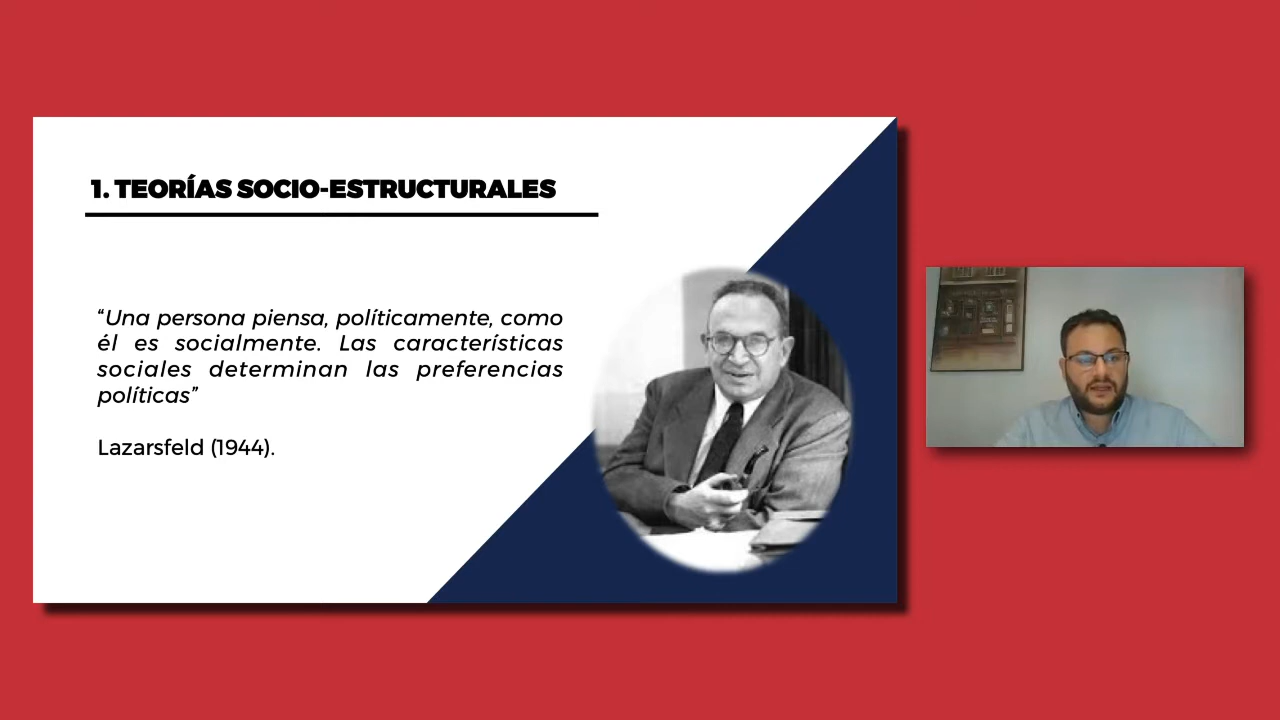 1. TEORÍAS SOCIO-ESTRUCTURALES
“Una persona piensa, políticamente, como
él es socialmente. Las características
sociales determinan las preferencias
políticas”
Lazarsfeld (1944).